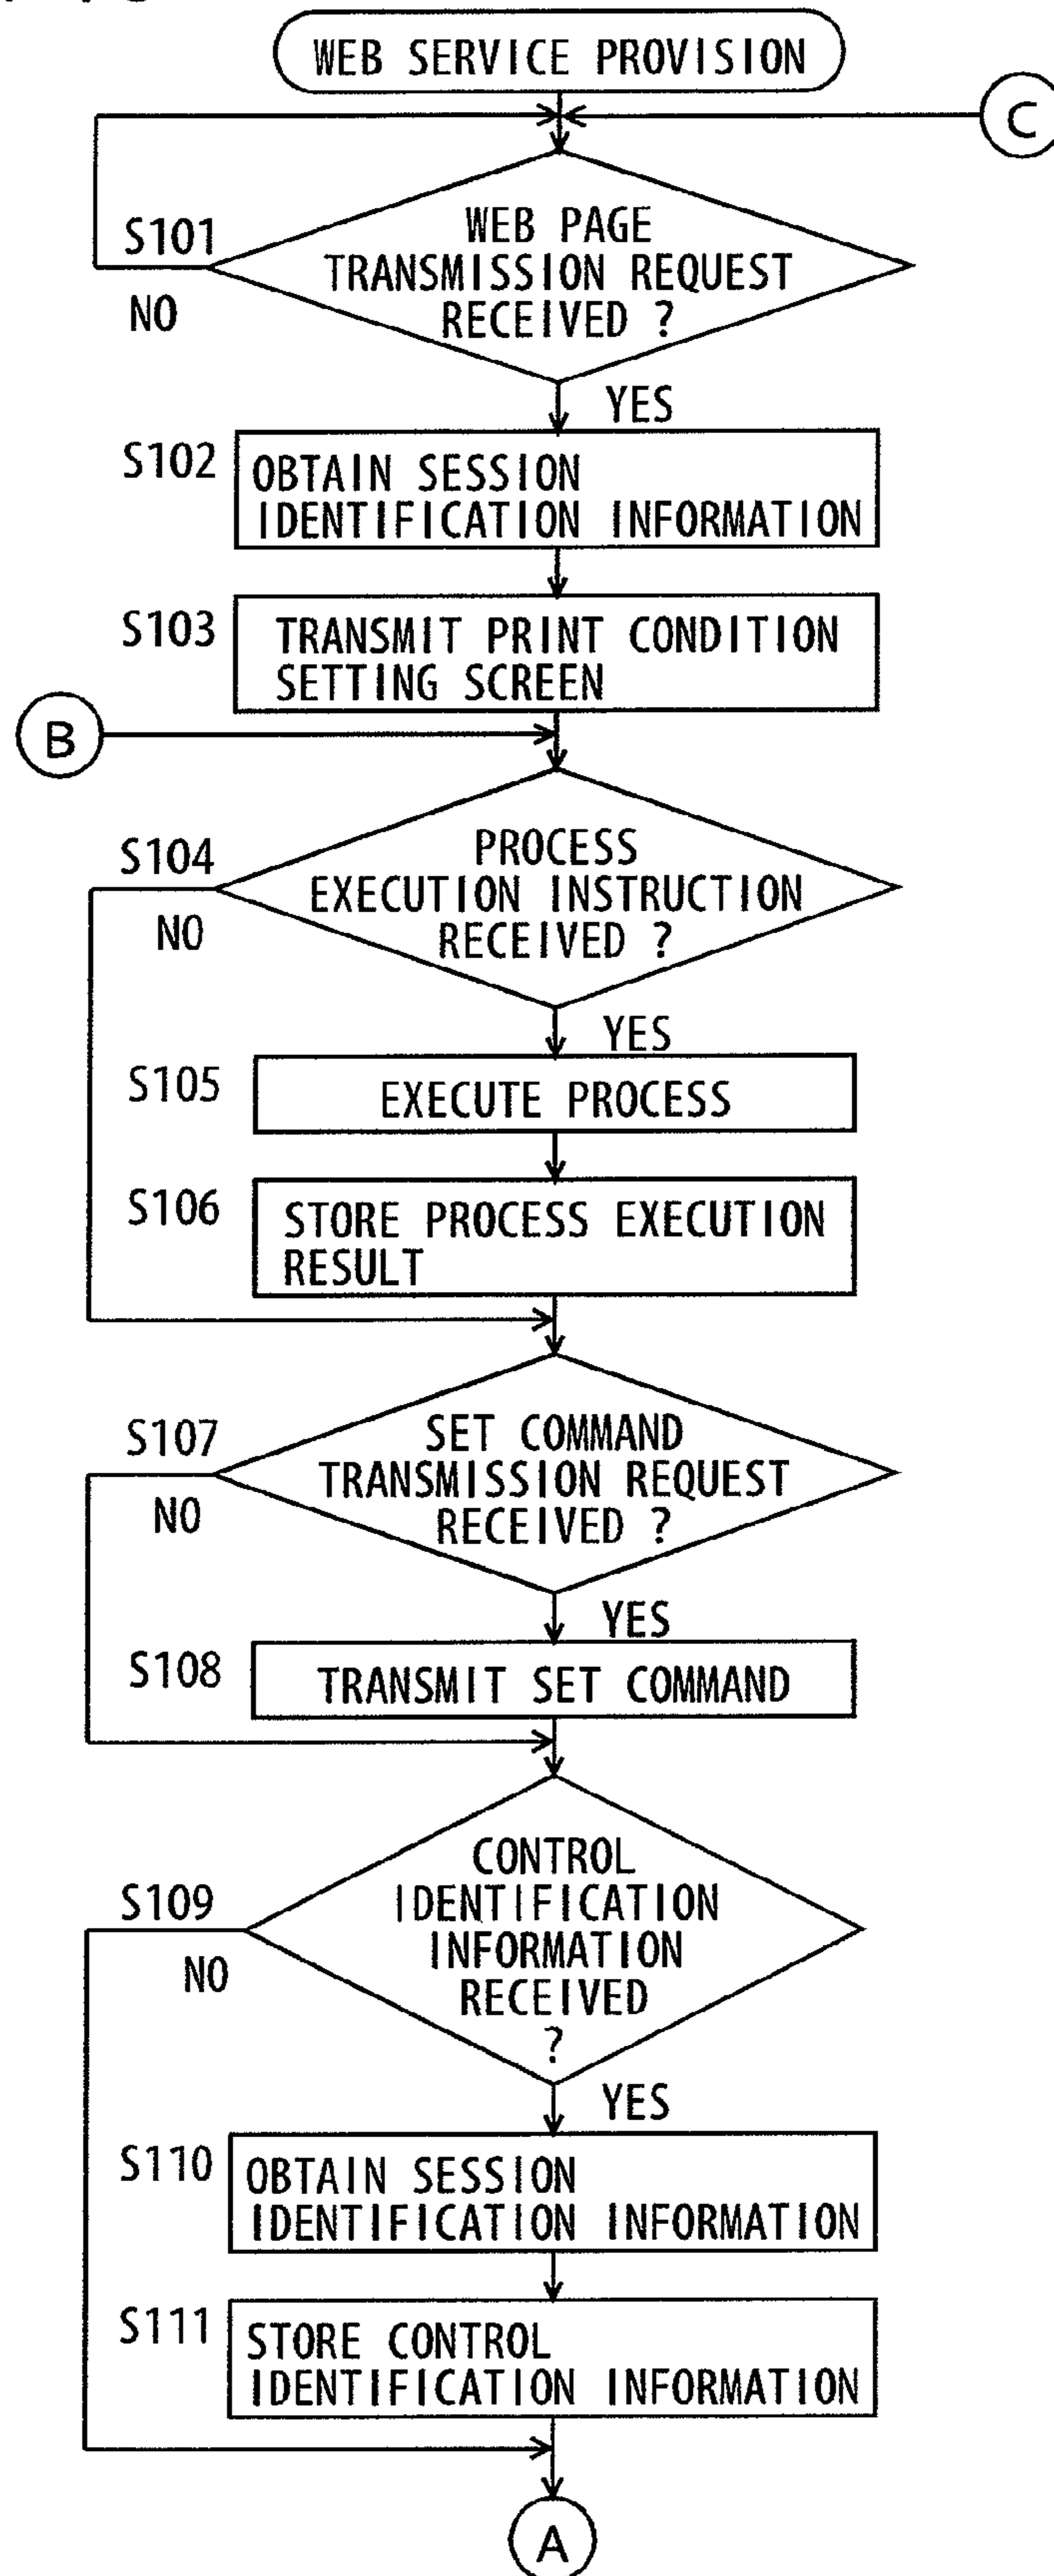 WEB SERVICE PROVISION
C
S101
WEB PAGE
TRANSMISSION REQUEST
RECEIVED ?
NO
YES
S102
OBTAIN SESSION
IDENTIFICATION INFORMATION
S103
TRANSMIT PRINT CONDITION
SETTING SCREEN
B
S104
PROCESS
EXECUTION INSTRUCTION
RECEIVED ?
NO
YES
S105
EXECUTE PROCESS
S106
STORE PROCESS EXECUTION
RESULT
S107
SET COMMAND
TRANSMISSION REQUEST
RECEIVED ?
NO
YES
S108
TRANSMIT SET COMMAND
S109
CONTROL
IDENTIFICATION
INFORMATION
RECEIVED
?
NO
YES
S110
OBTAIN SESSION
IDENTIFICATION INFORMATION
S111
STORE CONTROL
IDENTIFICATION INFORMATION
A